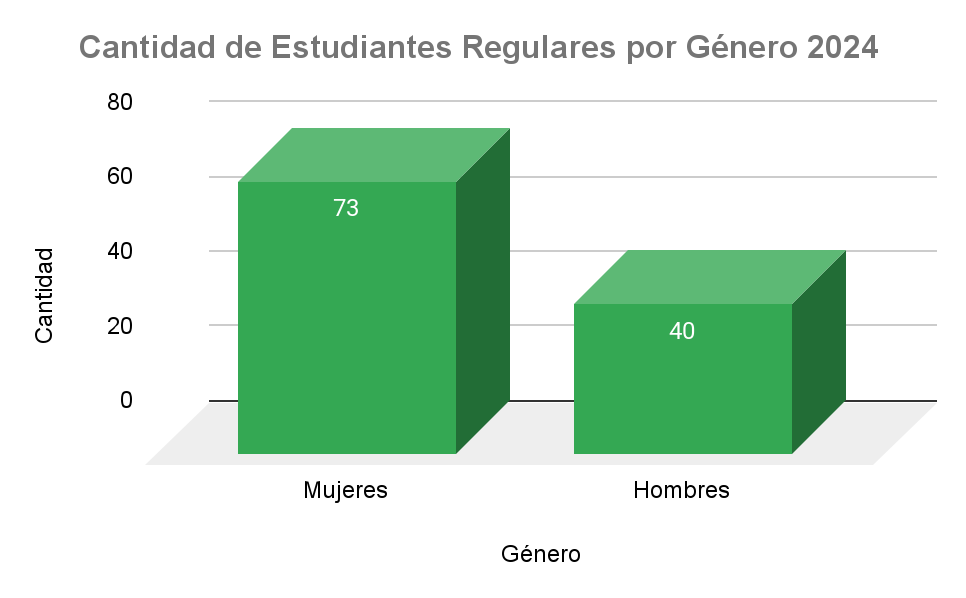 Cantidad de Estudiantes Regulares por Género 2024
80
60
40
20
0
Cantidad
73
40
Mujeres
Hombres
Género